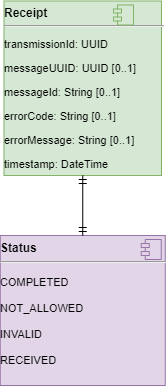 Receipt
transmissionId: UUID
messageUUID: UUID [0..1]
messageId: String [0..1]
errorCode: String [0..1]
errorMessage: String [0..1]
timestamp: DateTime
Status
COMPLETED
NOT_ALLOWED
INVALID
RECEIVED